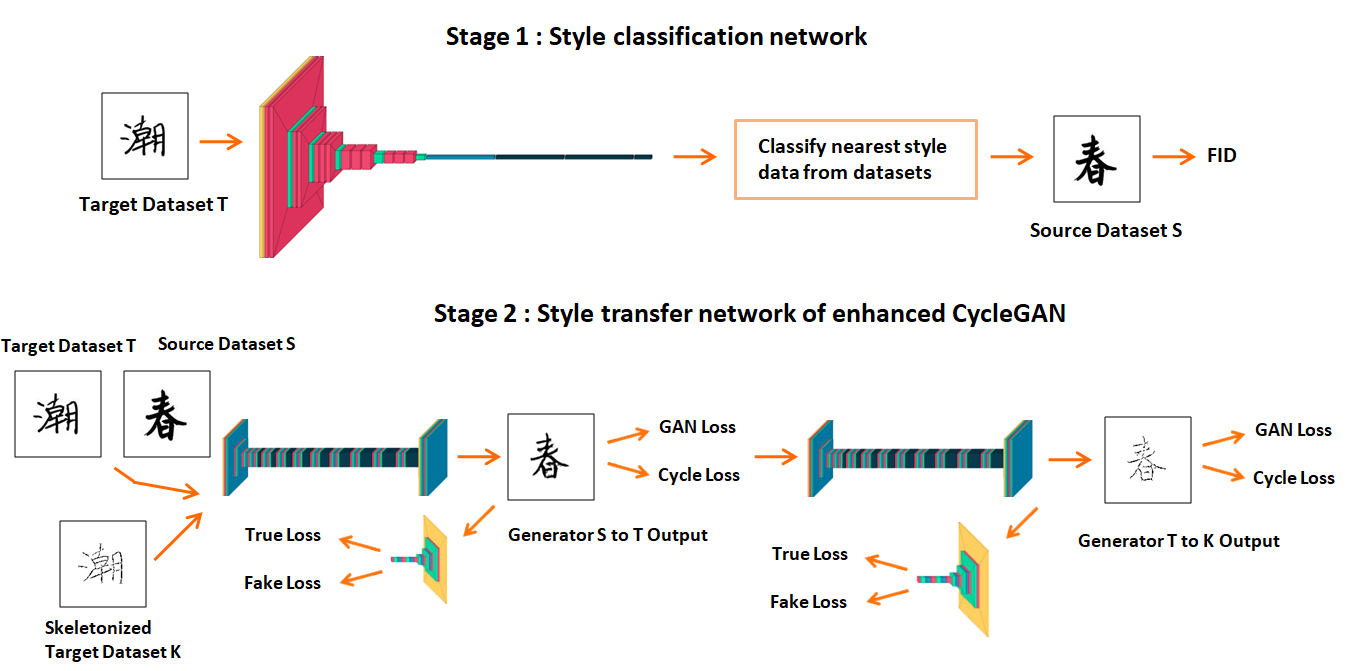 Stage 1 : Style classification network
潮
Target Dataset T
Classify nearest style
data from datasets
春
Source Dataset S
FID
Stage 2 : Style transfer network of enhanced CycleGAN
Target Dataset T
Source Dataset S
潮
春
潮
Skeletonized
Target Dataset K
春
Generator S to T Output
GAN Loss
Cycle Loss
True Loss
Fake Loss
春
Generator T to K Output
GAN Loss
Cycle Loss
True Loss
Fake Loss